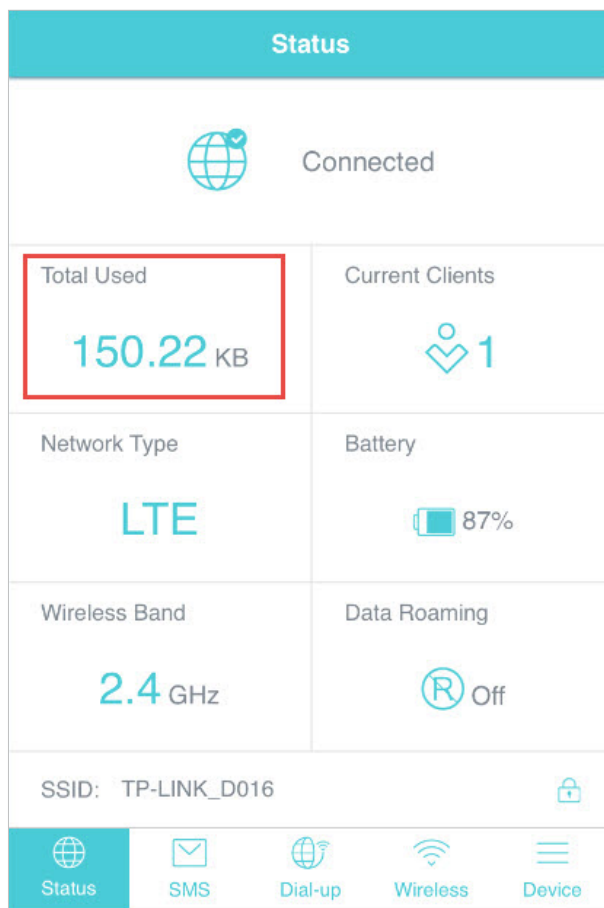 Status
Connected
Total Used
150.22 KB
Current Clients
1
Network Type
LTE
Battery
87%
Wireless Band
2.4 GHz
Data Roaming
R Off
SSID: TP-LINK_D016
Status
SMS
Dial-up
Wireless
Device